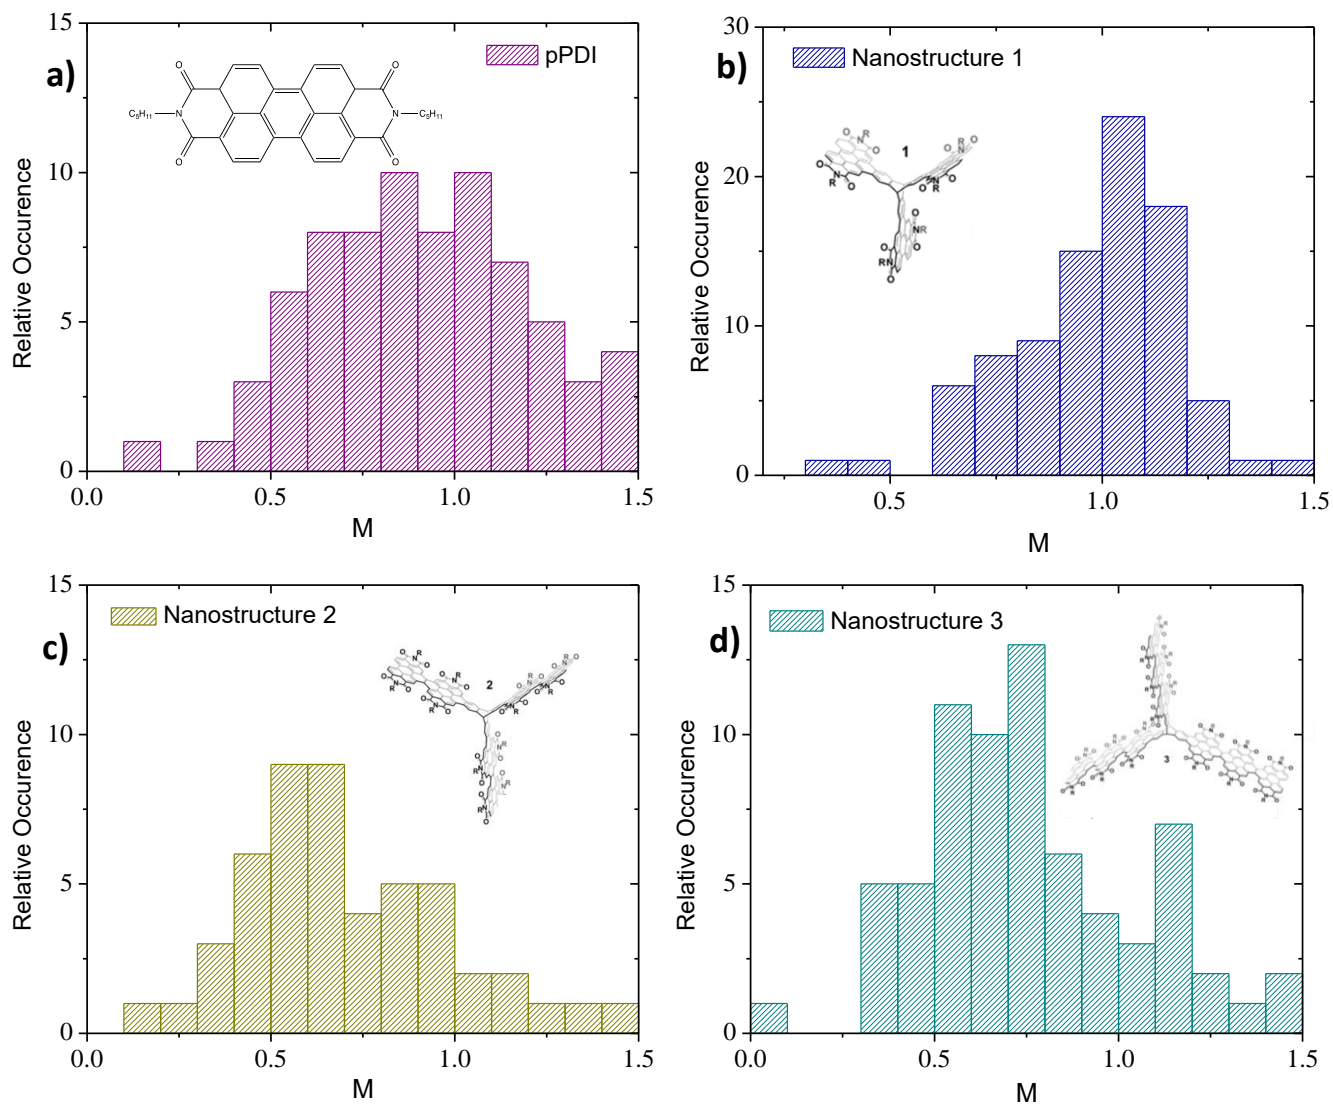 a)
pPDI
15
10
5
0
Relative Occurence
O
O
C5H11
N
N
C5H11
O
O
0.0
0.5
1.0
1.5
M
b)
Nanostructure 1
30
20
10
0
Relative Occurence
1
0.5
1.0
1.5
M
c)
Nanostructure 2
15
10
5
0
Relative Occurence
2
0.0
0.5
1.0
1.5
M
d)
Nanostructure 3
15
10
5
0
Relative Occurence
3
0.0
0.5
1.0
1.5
M